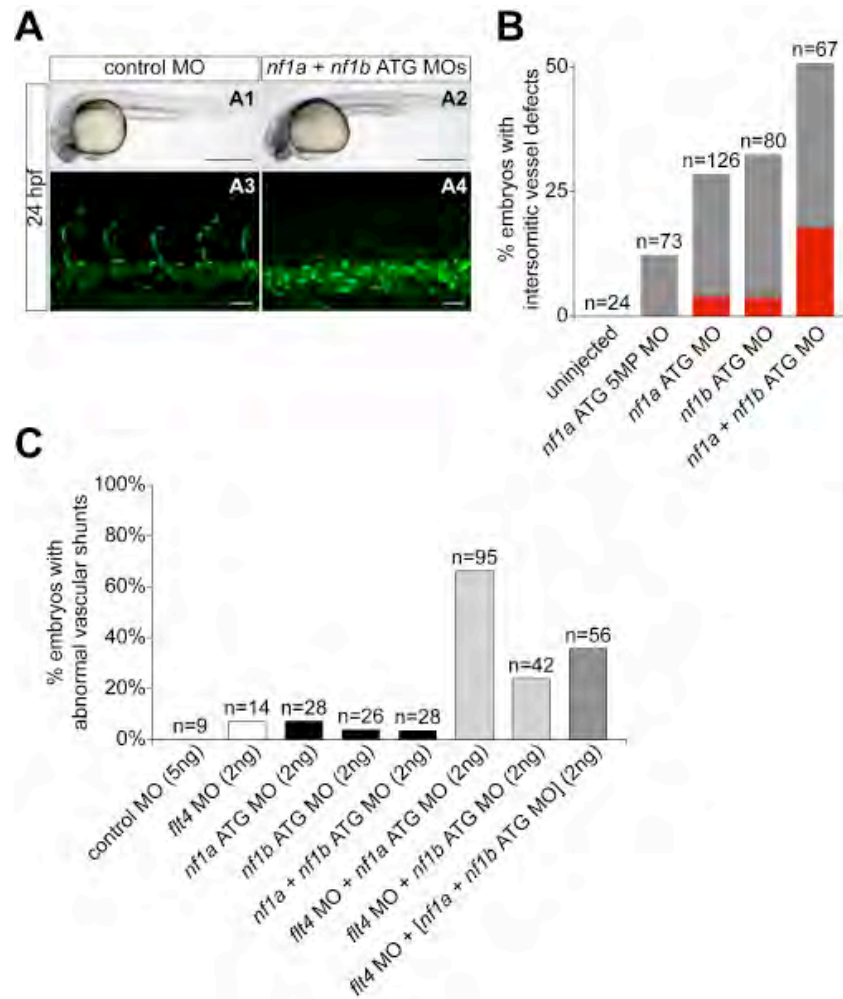 A
control MO
nf1a + nf1b ATG MOs
24 hpf
A1
A2
A3
A4
B
% embryos with
intersomitic vessel defects
50
25
0
n=24
n=73
n=126
n=80
n=67
uninjected
nf1a ATG 5MP MO
nf1a ATG MO
nf1b ATG MO
nf1a + nf1b ATG MO
C
% embryos with
abnormal vascular shunts
100%
80%
60%
40%
20%
0%
n=9
n=14
n=28
n=26
n=28
n=95
n=42
n=56
control MO (5ng)
flt4 MO (2ng)
nf1a ATG MO (2ng)
nf1b ATG MO (2ng)
nf1a + nf1b ATG MO (2ng)
flt4 MO + nf1a ATG MO (2ng)
flt4 MO + nf1b ATG MO (2ng)
flt4 MO + [nf1a + nf1b ATG MO] (2ng)